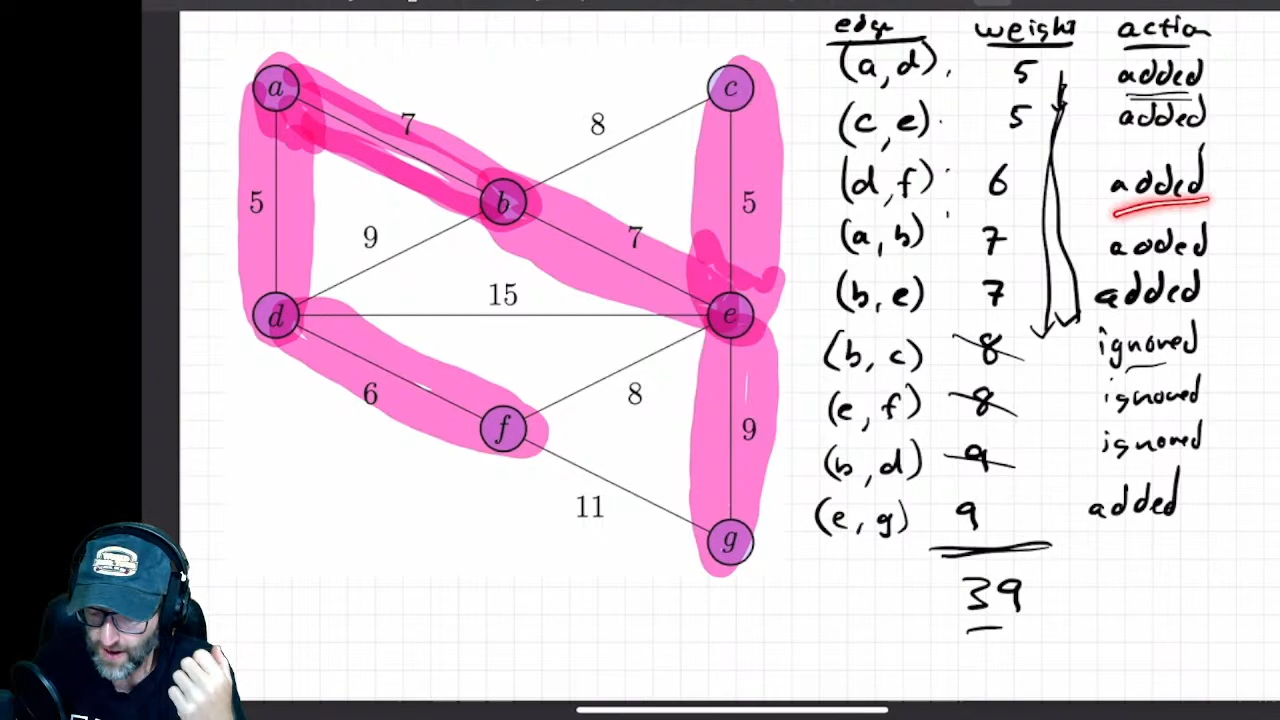 edge weight action
(a,d). 5 added
(c,e). 5 added
(d,f) 6 added
(a,b) 7 added
(b,e) 7 added
(b,c) 8 ignored
(e,f) 8 ignored
(b,d) 9 ignored
(e,g) 9 added
39
a
7
8
c
5
b
5
9
7
15
d
e
6
8
f
9
11
g